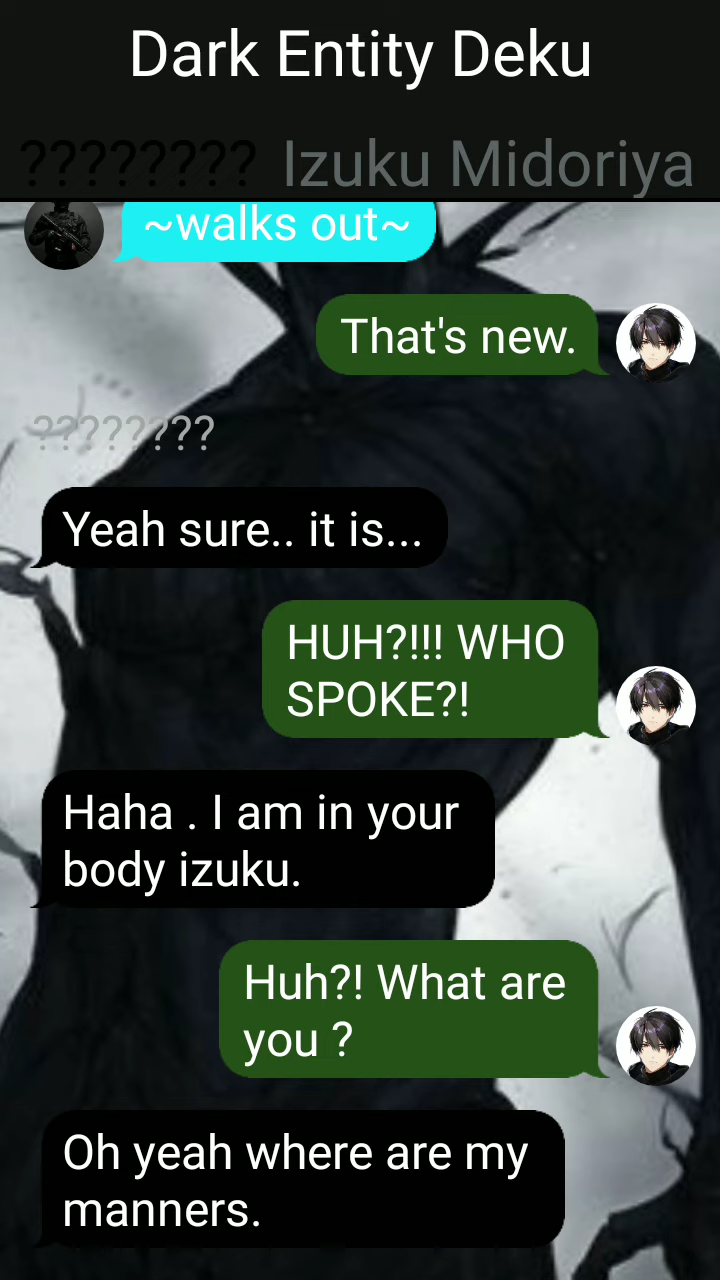 Dark Entity Deku
???????? Izuku Midoriya
~walks out~
That's new.
????????
Yeah sure.. it is...
HUH?!!! WHO
SPOKE?!
Haha . I am in your
body izuku.
Huh?! What are
you ?
Oh yeah where are my
manners.